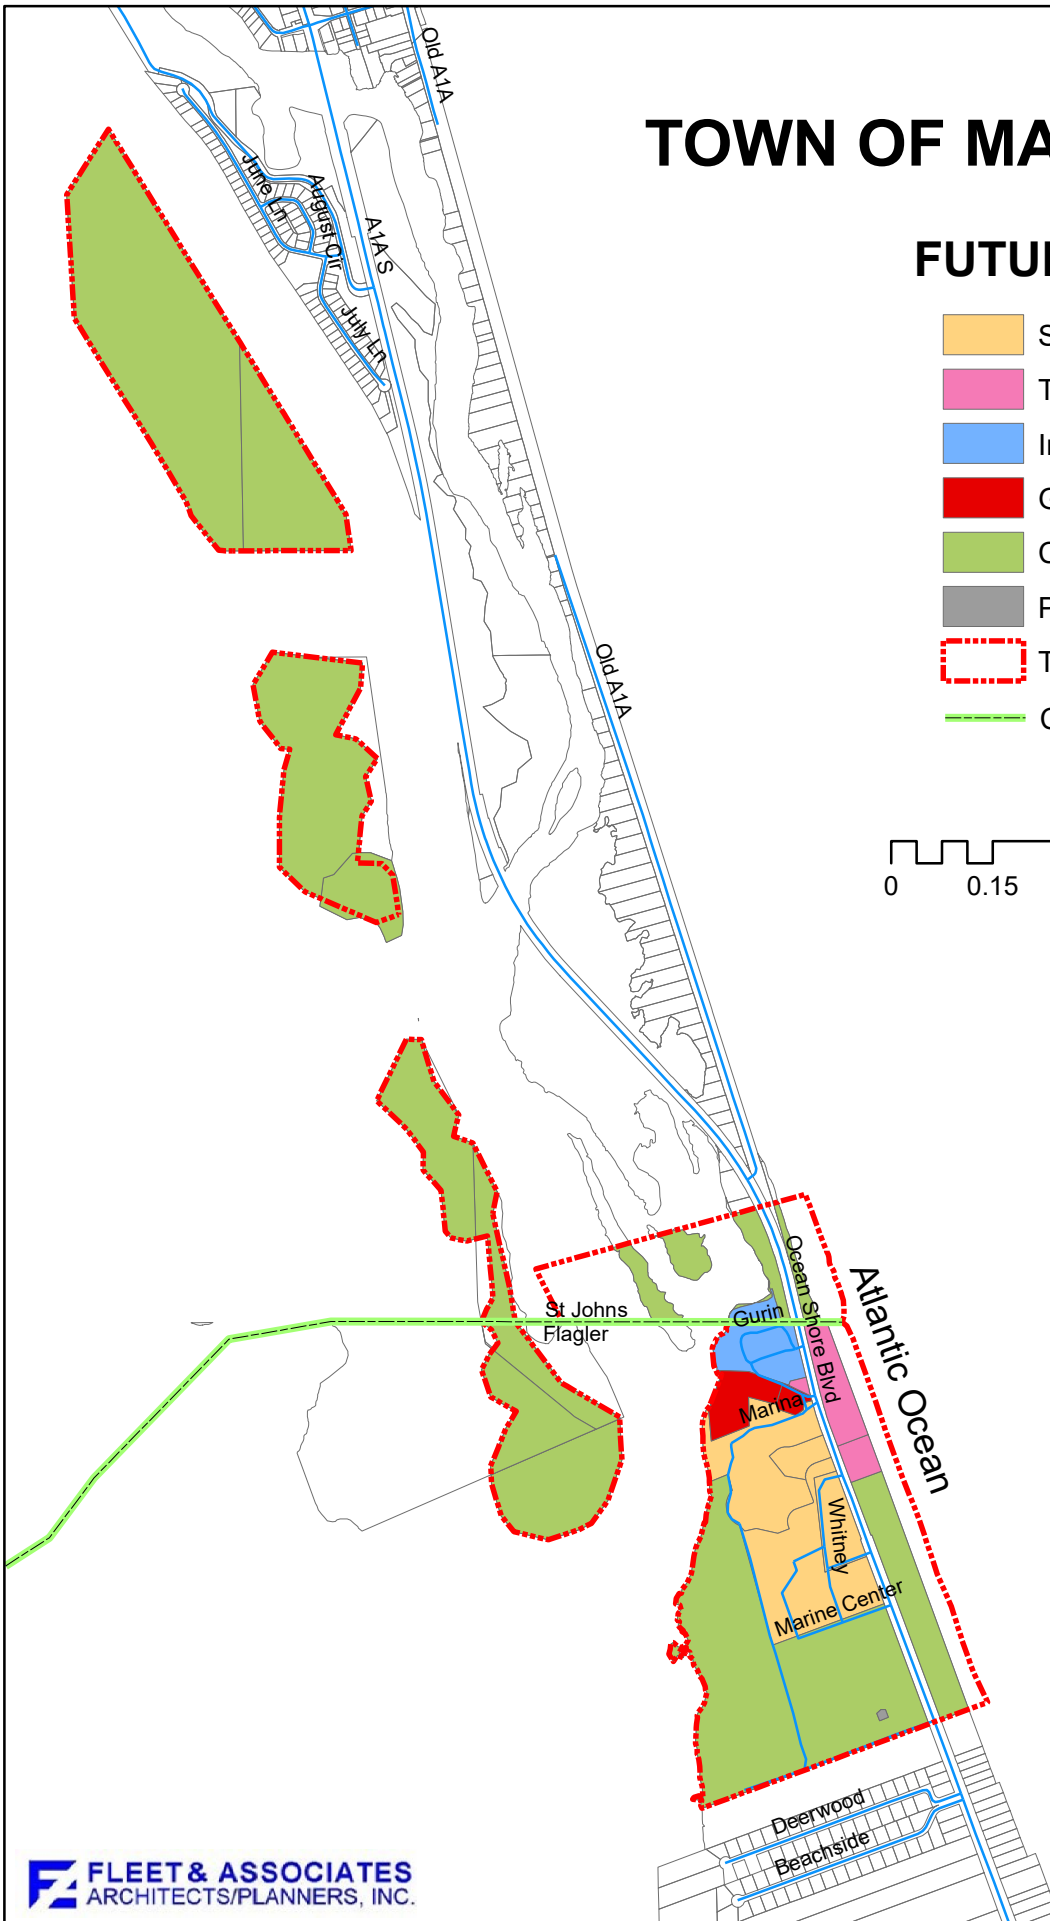 Old A1A
TOWN OF MA
June Ln
August Cir
A1A S
July Ln
FUTU
S
T
I
G
C
P
T
C
Old A1A
0 0.15
Ocean Shore Blvd
Atlantic Ocean
St Johns
Flagler
Gurin
Marina
Whitney
Marine Center
Deerwood
Beachside
FLEET & ASSOCIATES
ARCHITECTS/PLANNERS, INC.